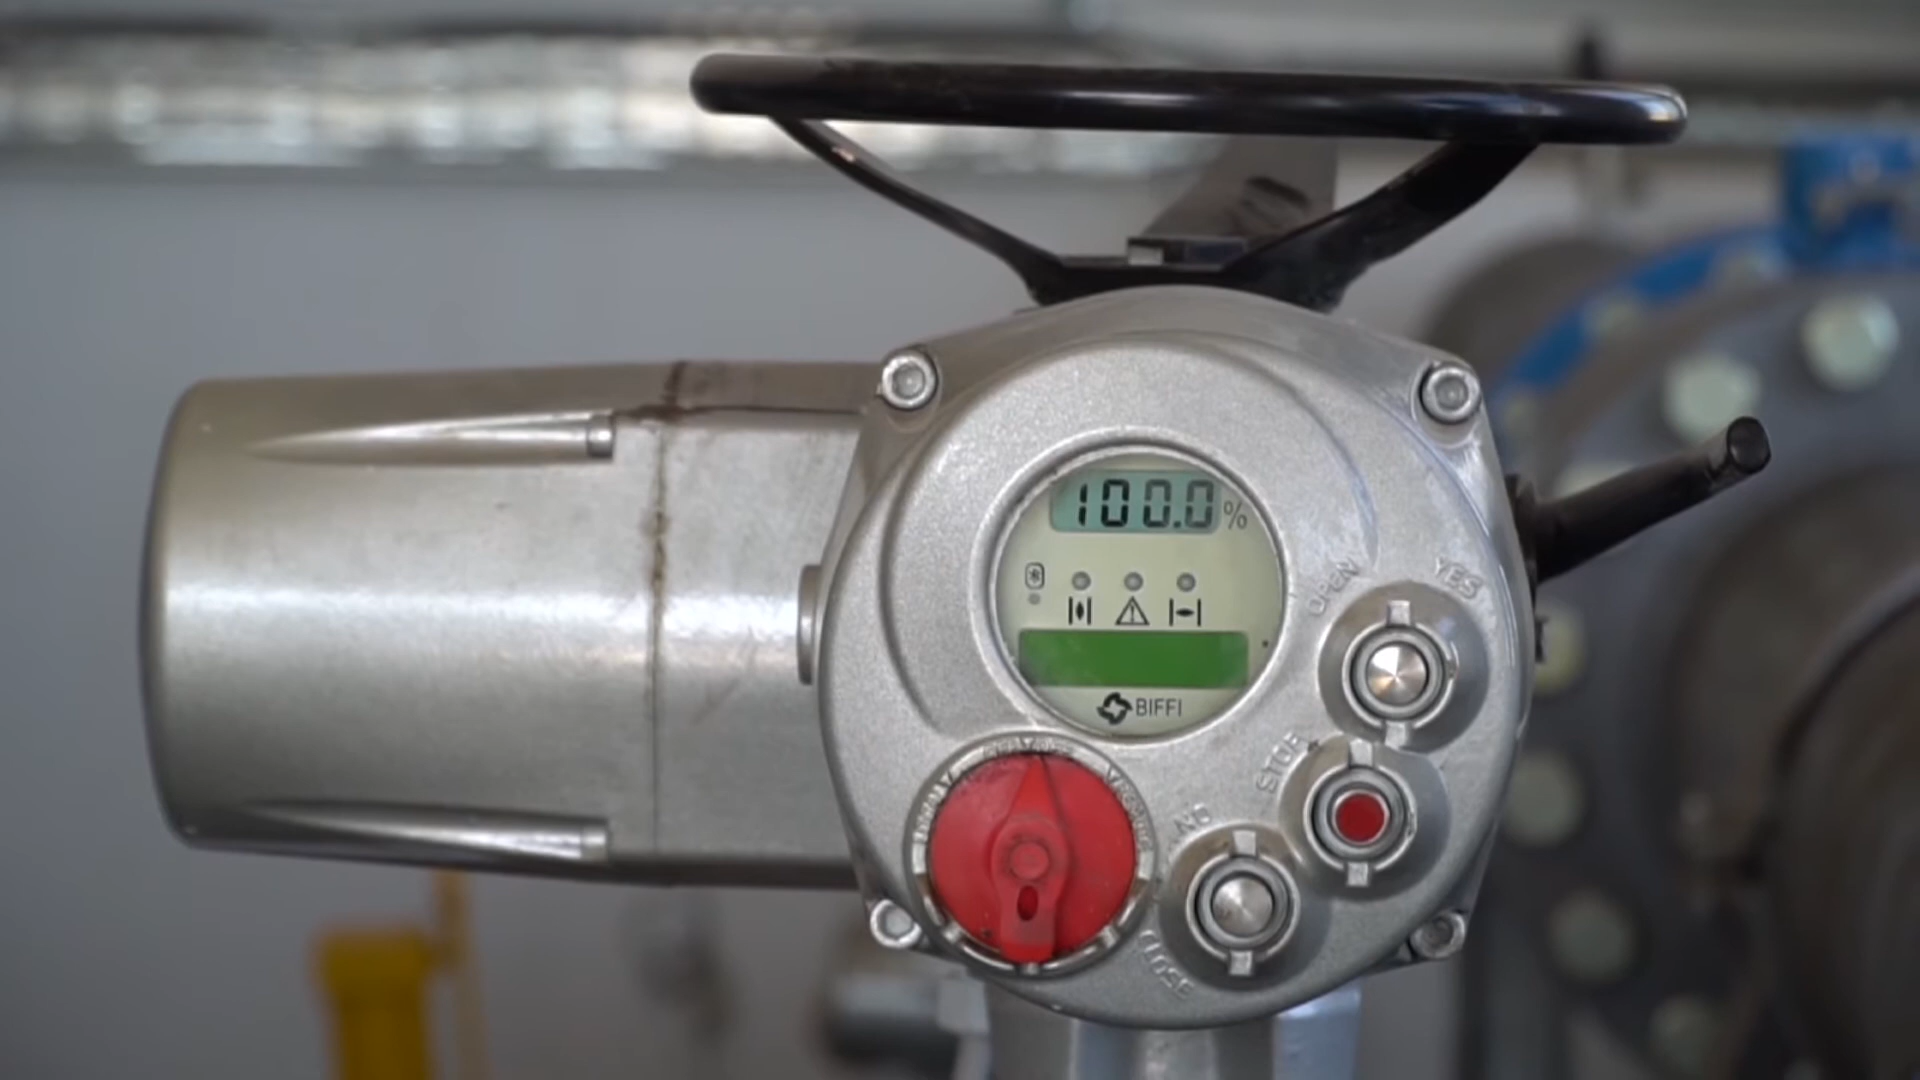 100.0 %
OPEN
YES
BIFFI
STOP
NO
CLOSE